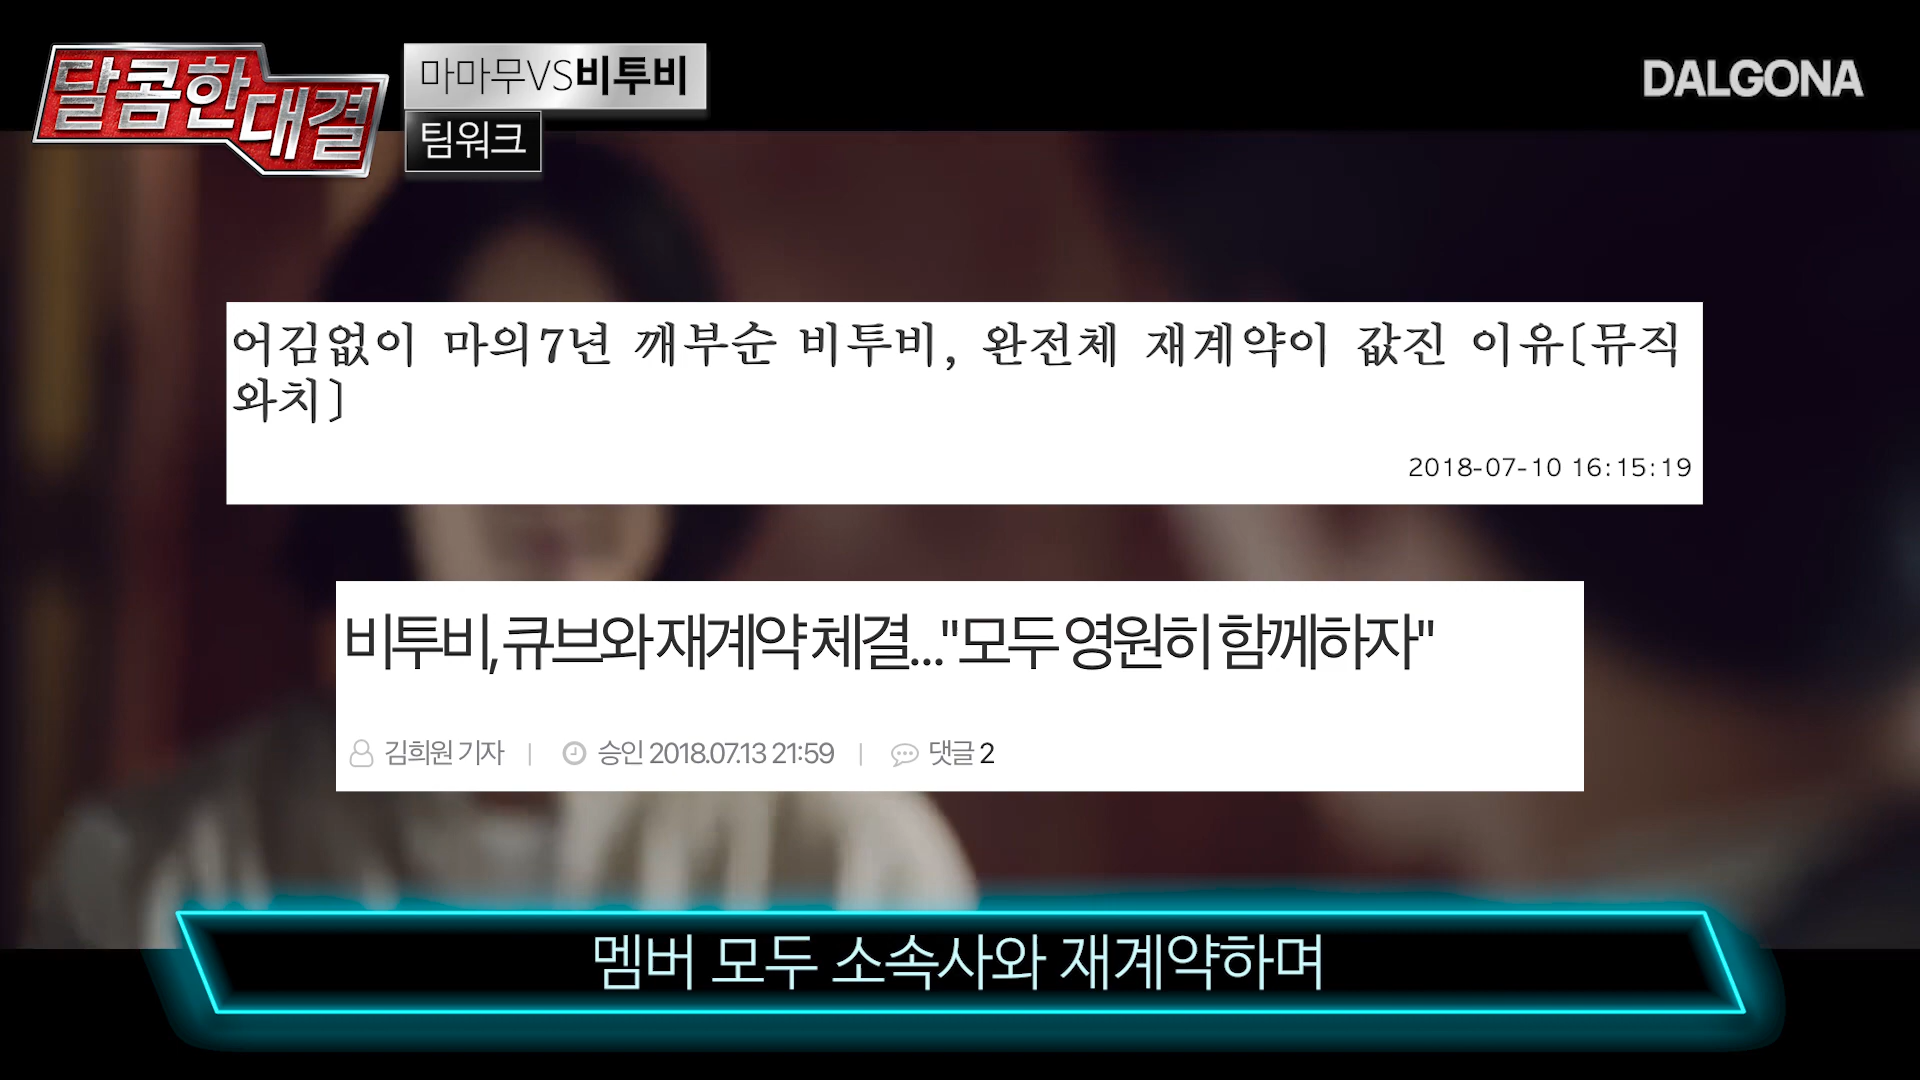 달콤한대결
마마무VS비투비
팀워크
DALGONA
어김없이 마의7년 깨부순 비투비, 완전체 재계약이 값진 이유[뮤직
와치]
2018-07-10 16:15:19
비투비, 큐브와 재계약 체결..."모두 영원히 함께하자"
김희원 기자 | 승인 2018.07.13 21:59 | 댓글 2
멤버 모두 소속사와 재계약하며